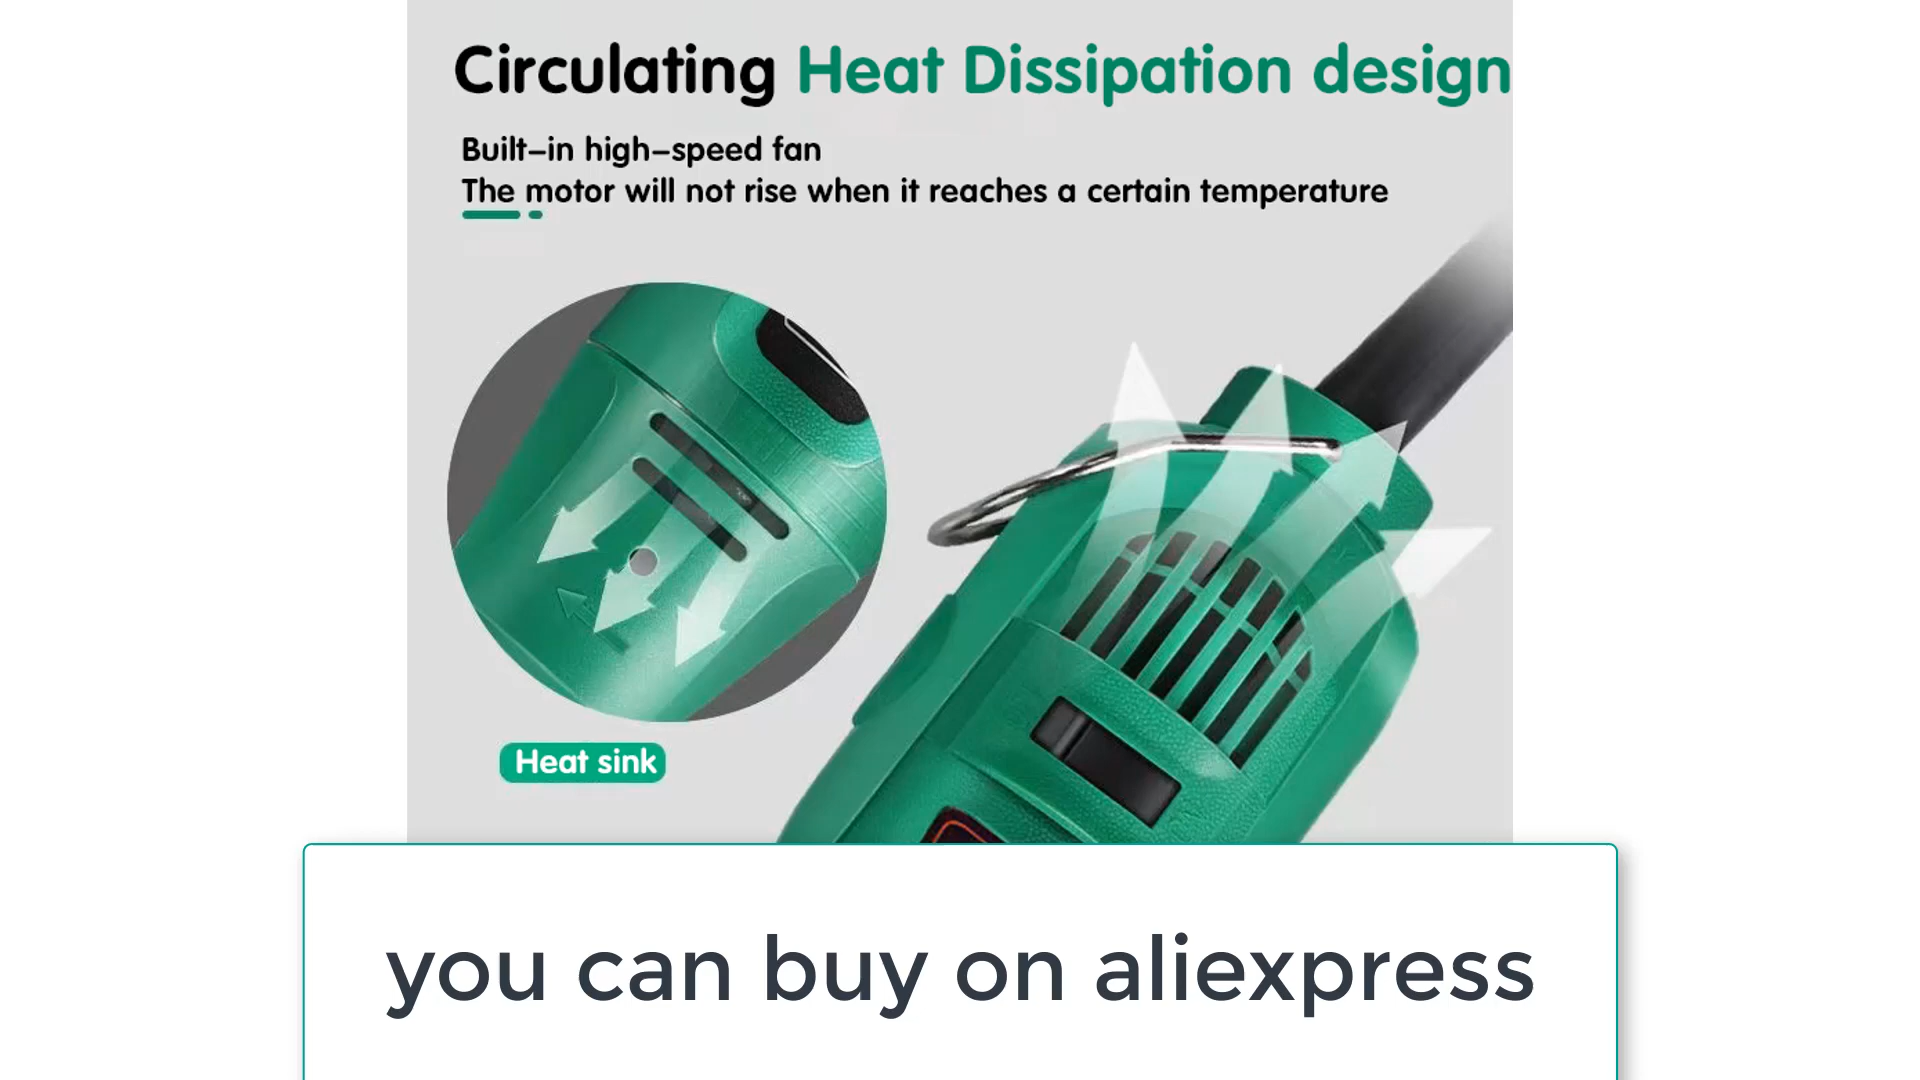 Circulating Heat Dissipation design
Built-in high-speed fan
The motor will not rise when it reaches a certain temperature
Heat sink
you can buy on aliexpress